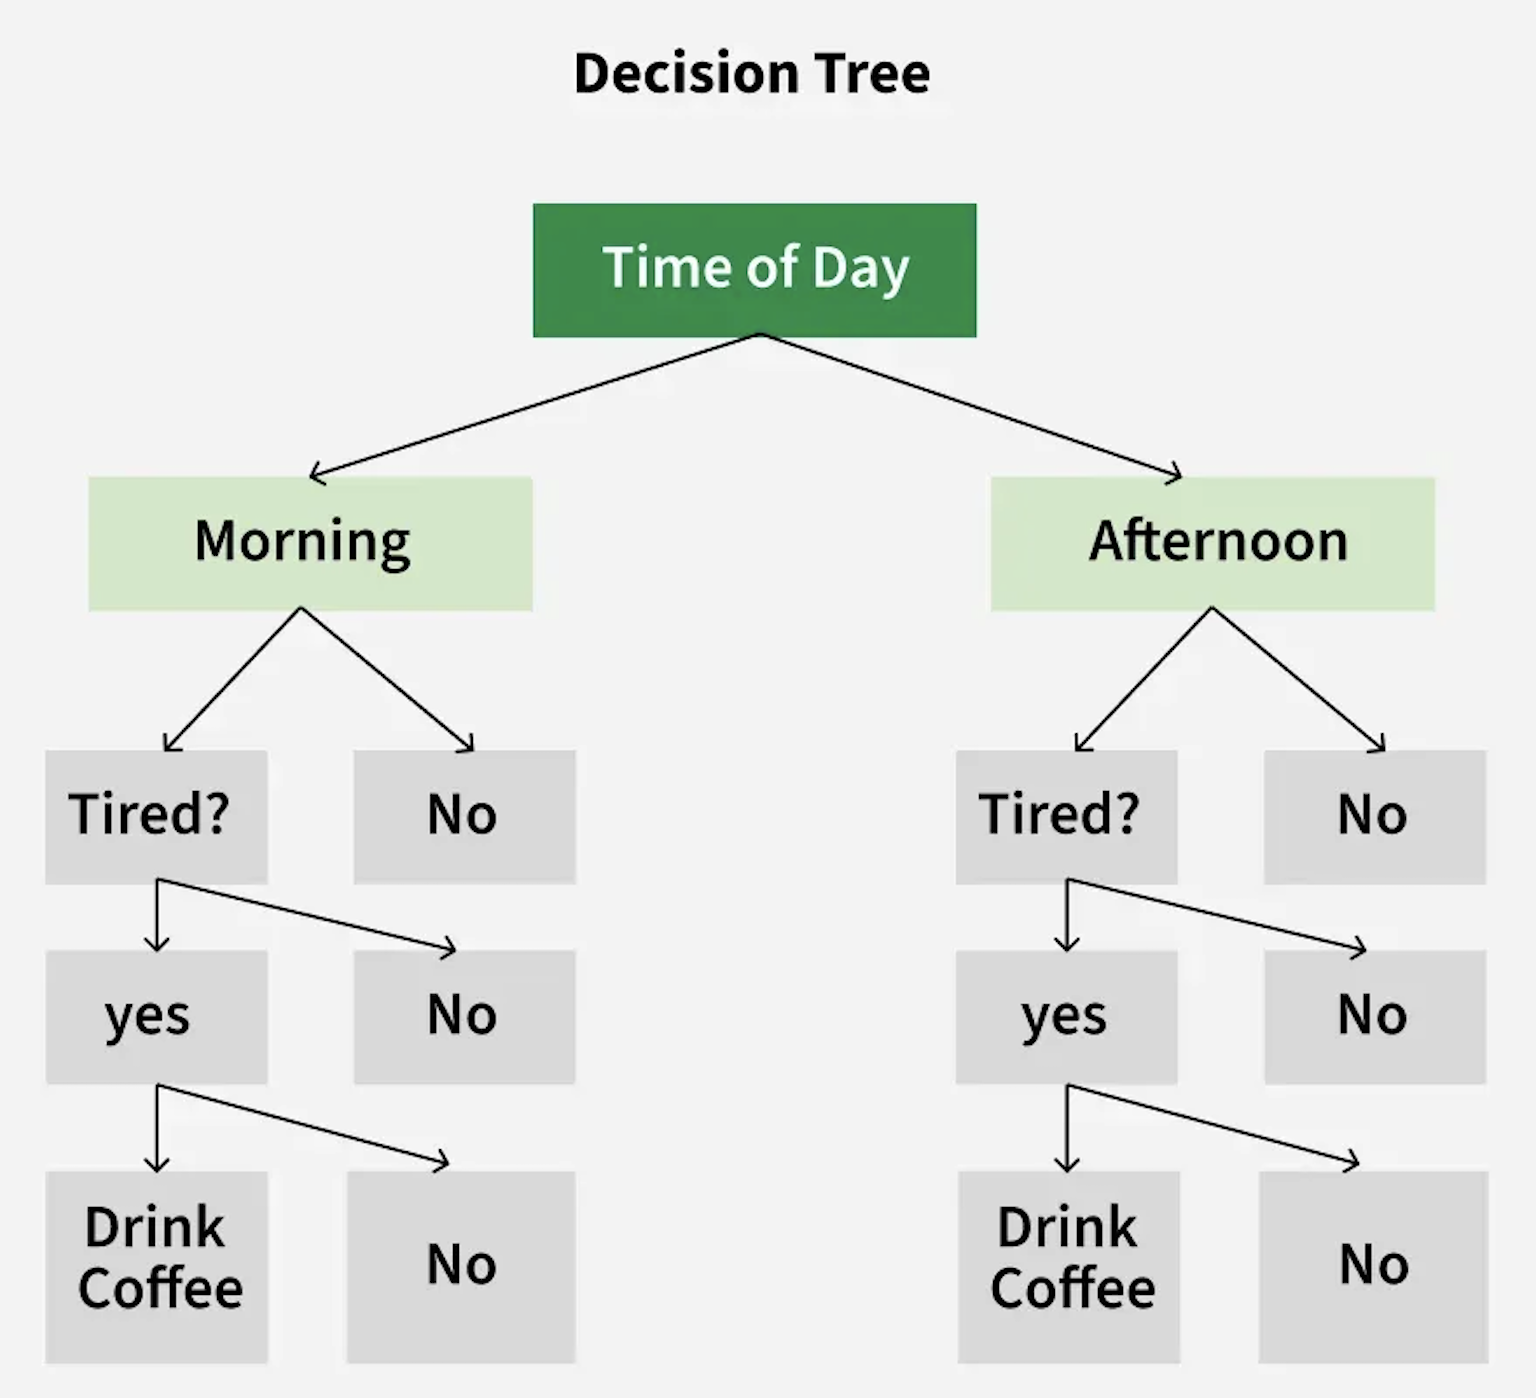 Decision Tree
Time of Day
Morning
Afternoon
Tired?
No
Tired?
No
yes
No
yes
No
Drink
Coffee
No
Drink
Coffee
No